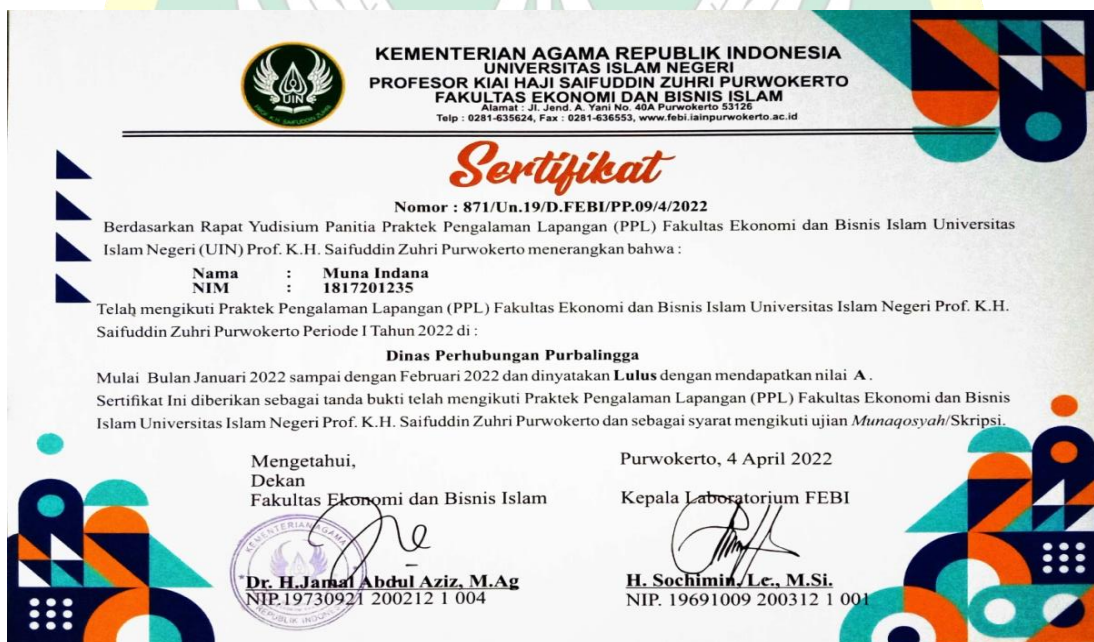 KEMENTERIAN AGAMA REPUBLIK INDONESIA
UNIVERSITAS ISLAM NEGERI
PROFESOR KIAI HAJI SAIFUDDIN ZUHRI PURWOKERTO
FAKULTAS EKONOMI DAN BISNIS ISLAM
Alamat : Jl. Jend. A. Yani No. 40A Purwokerto 53126
Telp : 0281-635624, Fax : 0281-636553, www.febi.iainpurwokerto.ac.id
UIN
Sertifikat
Nomor : 871/Un.19/D.FEBI/PP.09/4/2022
Berdasarkan Rapat Yudisium Panitia Praktek Pengalaman Lapangan (PPL) Fakultas Ekonomi dan Bisnis Islam Universitas
Islam Negeri (UIN) Prof. K.H. Saifuddin Zuhri Purwokerto menerangkan bahwa :
Nama : Muna Indana
NIM : 1817201235
Telah mengikuti Praktek Pengalaman Lapangan (PPL) Fakultas Ekonomi dan Bisnis Islam Universitas Islam Negeri Prof. K.H.
Saifuddin Zuhri Purwokerto Periode I Tahun 2022 di :
Dinas Perhubungan Purbalingga
Mulai Bulan Januari 2022 sampai dengan Februari 2022 dan dinyatakan Lulus dengan mendapatkan nilai A .
Sertifikat Ini diberikan sebagai tanda bukti telah mengikuti Praktek Pengalaman Lapangan (PPL) Fakultas Ekonomi dan Bisnis
Islam Universitas Islam Negeri Prof. K.H. Saifuddin Zuhri Purwokerto dan sebagai syarat mengikuti ujian Munaqosyah/Skripsi.
Mengetahui,
Dekan
Fakultas Ekonomi dan Bisnis Islam
KEMENTERIAN AGAMA
REPUBLIK INDONESIA
Dr. H.Jamal Abdul Aziz, M.Ag
NIP.19730921 200212 1 004
Purwokerto, 4 April 2022
Kepala Laboratorium FEBI
H. Sochimin, Lc., M.Si.
NIP. 19691009 200312 1 001